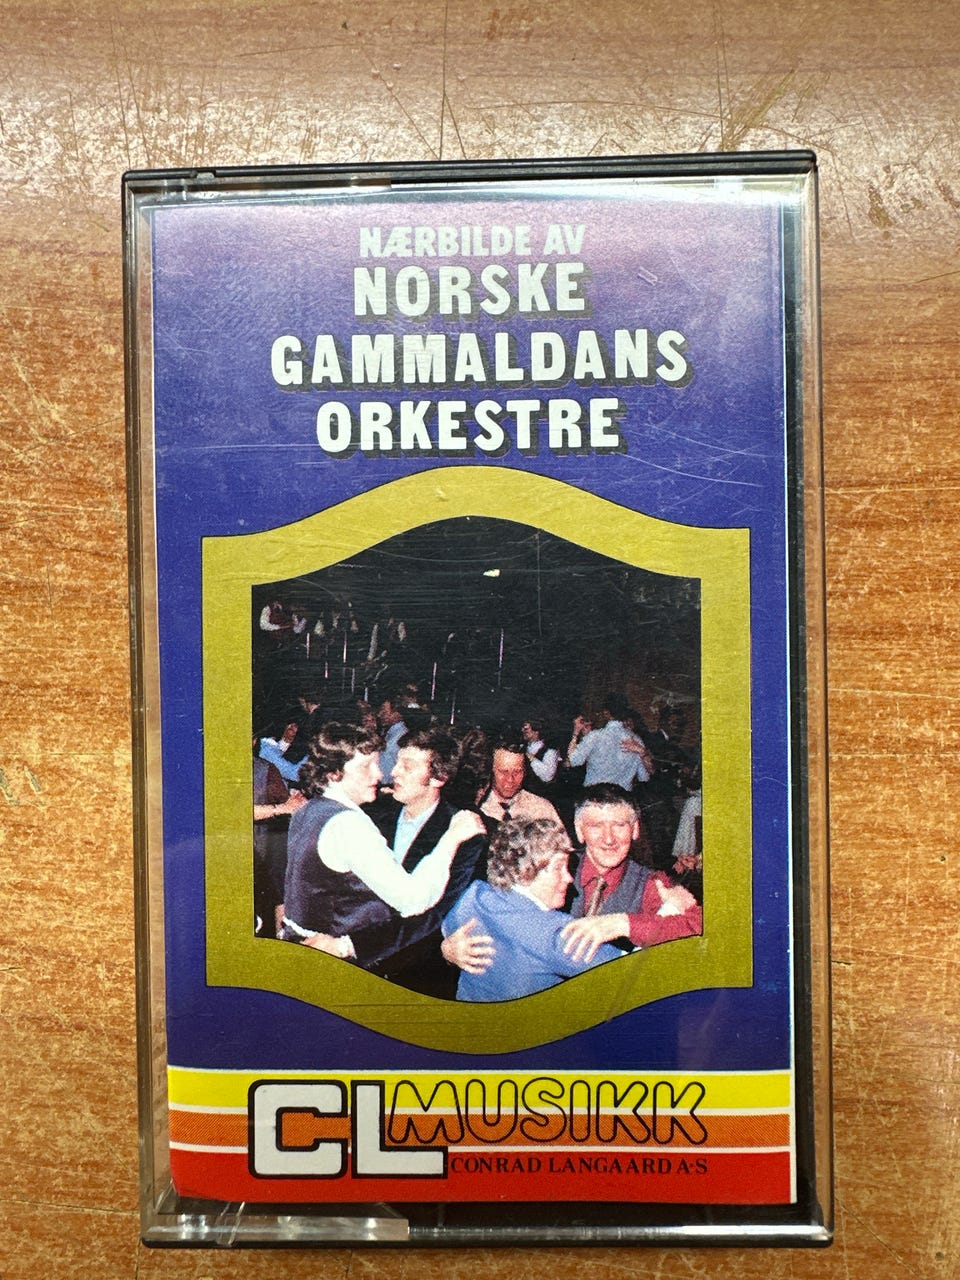 NÆRBILDE AV
NORSKE
GAMMALDANS
ORKESTRE
CL MUSIKK
CONRAD LANGAARD A·S